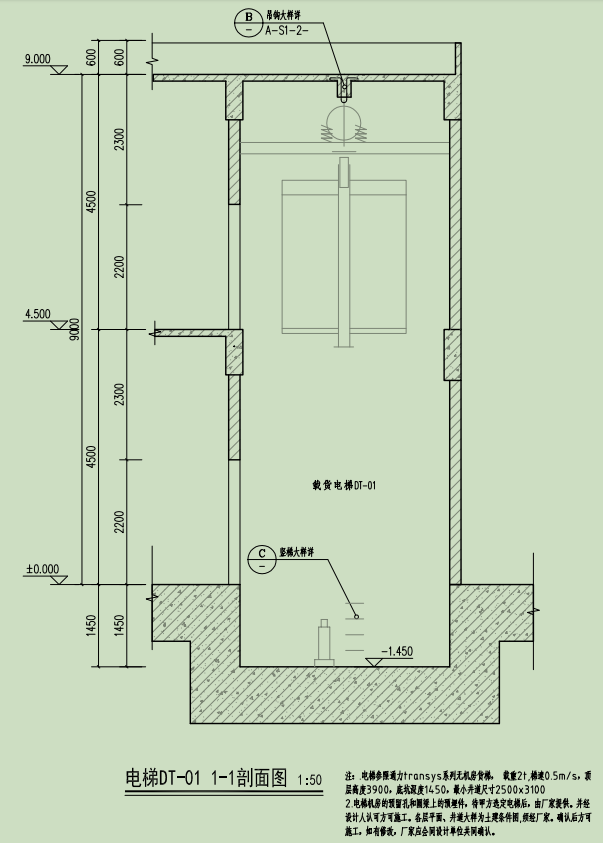 B
吊钩大样详
-
A-S1-2-
600
600
9.000
2300
4500
2200
4.500
9000
2300
4500
载货电梯DT-01
2200
C
竖梯大样详
-
±0.000
1450
1450
-1.450
电梯DT-01 1-1剖面图 1:50
注: 电梯参照通力transys系列无机房货梯, 载重2t,梯速0.5m/s, 顶
层高度3900, 底坑深度1450, 最小井道尺寸2500x3100
2.电梯机房的预留孔和圈梁上的预埋件, 待甲方选定电梯后, 由厂家提供。并经
设计人认可方可施工。各层平面、井道大样为土建条件图,须经厂家。确认后方可
施工, 如有修改, 厂家应会同设计单位共同确认。